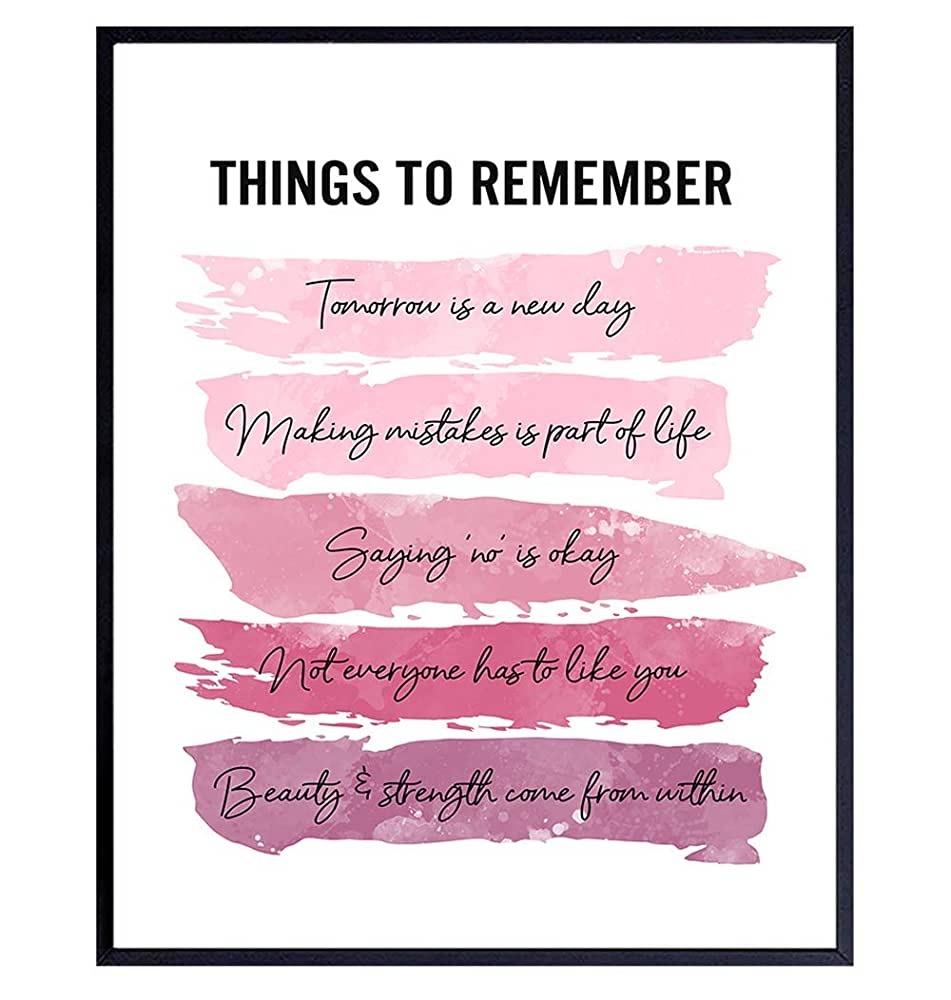 THINGS TO REMEMBER
Tomorrow is a new day
Making mistakes is part of life
Saying 'no' is okay
Not everyone has to like you
Beauty & strength come from within